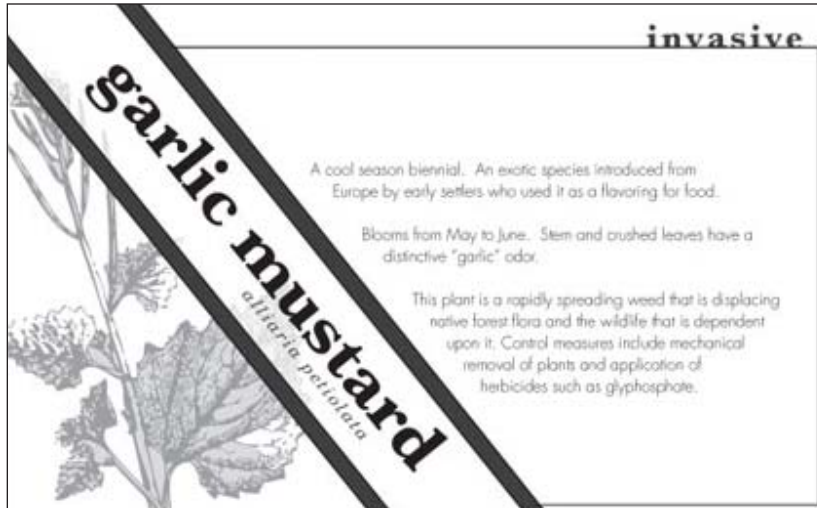 invasive
garlic mustard
alliaria petiolata
A cool season biennial. An exotic species introduced from
Europe by early settlers who used it as a flavoring for food.
Blooms from May to June. Stem and crushed leaves have a
distinctive "garlic" odor.
This plant is a rapidly spreading weed that is displacing
native forest flora and the wildlife that is dependent
upon it. Control measures include mechanical
removal of plants and application of
herbicides such as glyphosphate.